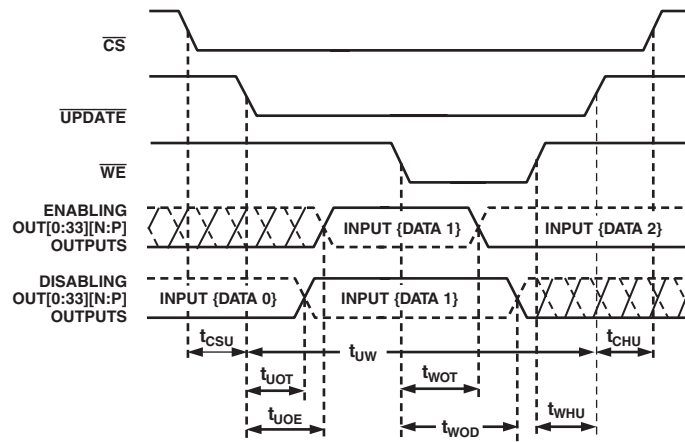 CS
UPDATE
WE
ENABLING
OUT[0:33][N:P]
OUTPUTS
INPUT {DATA 1}
INPUT {DATA 2}
DISABLING
OUT[0:33][N:P]
OUTPUTS
INPUT {DATA 0}
INPUT {DATA 1}
tCSU
tUW
tCHU
tUOT
tWOT
tUOE
tWOD
tWHU